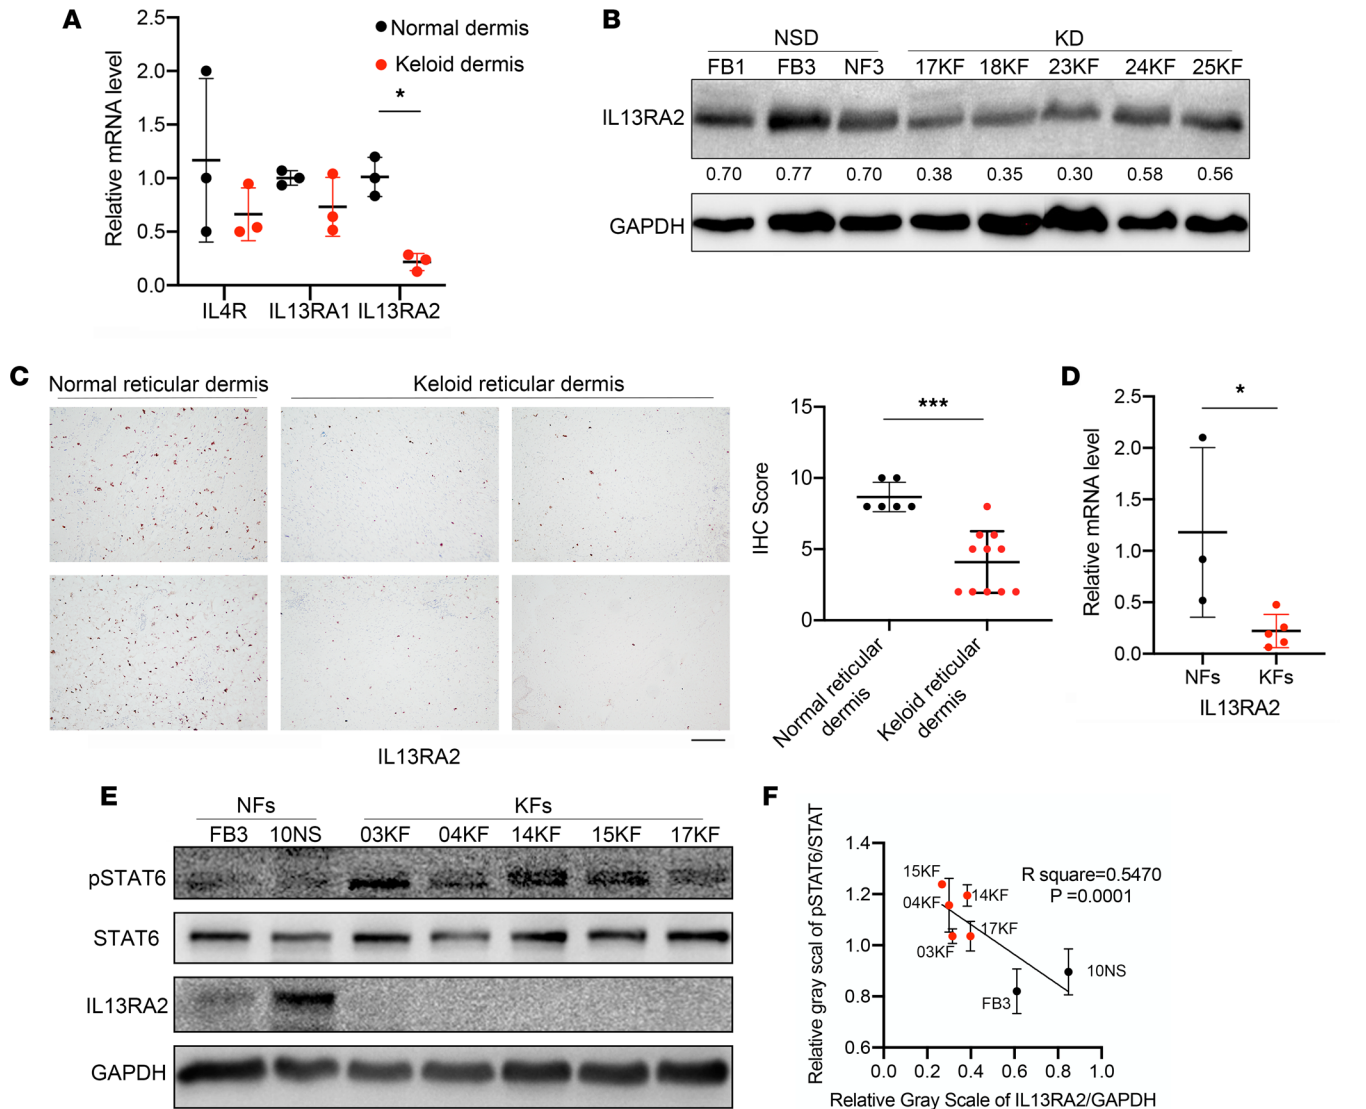 A
2.5
2.0
1.5
1.0
0.5
0.0
Relative mRNA level
Normal dermis
Keloid dermis
*
IL4R IL13RA1 IL13RA2
B
NSD KD
FB1 FB3 NF3 17KF 18KF 23KF 24KF 25KF
IL13RA2
0.70 0.77 0.70 0.38 0.35 0.30 0.58 0.56
GAPDH
C
Normal reticular dermis Keloid reticular dermis
IL13RA2
15
10
5
0
IHC Score
***
Normal reticular
dermis
Keloid reticular
dermis
D
2.5
2.0
1.5
1.0
0.5
0.0
Relative mRNA level
*
NFs KFs
IL13RA2
E
NFs KFs
FB3 10NS 03KF 04KF 14KF 15KF 17KF
pSTAT6
STAT6
IL13RA2
GAPDH
F
Relative gray scal of pSTAT6/STAT
1.4
1.2
1.0
0.8
0.6
R square=0.5470
P =0.0001
15KF
14KF
04KF
17KF
03KF
10NS
FB3
0.0 0.2 0.4 0.6 0.8 1.0
Relative Gray Scale of IL13RA2/GAPDH